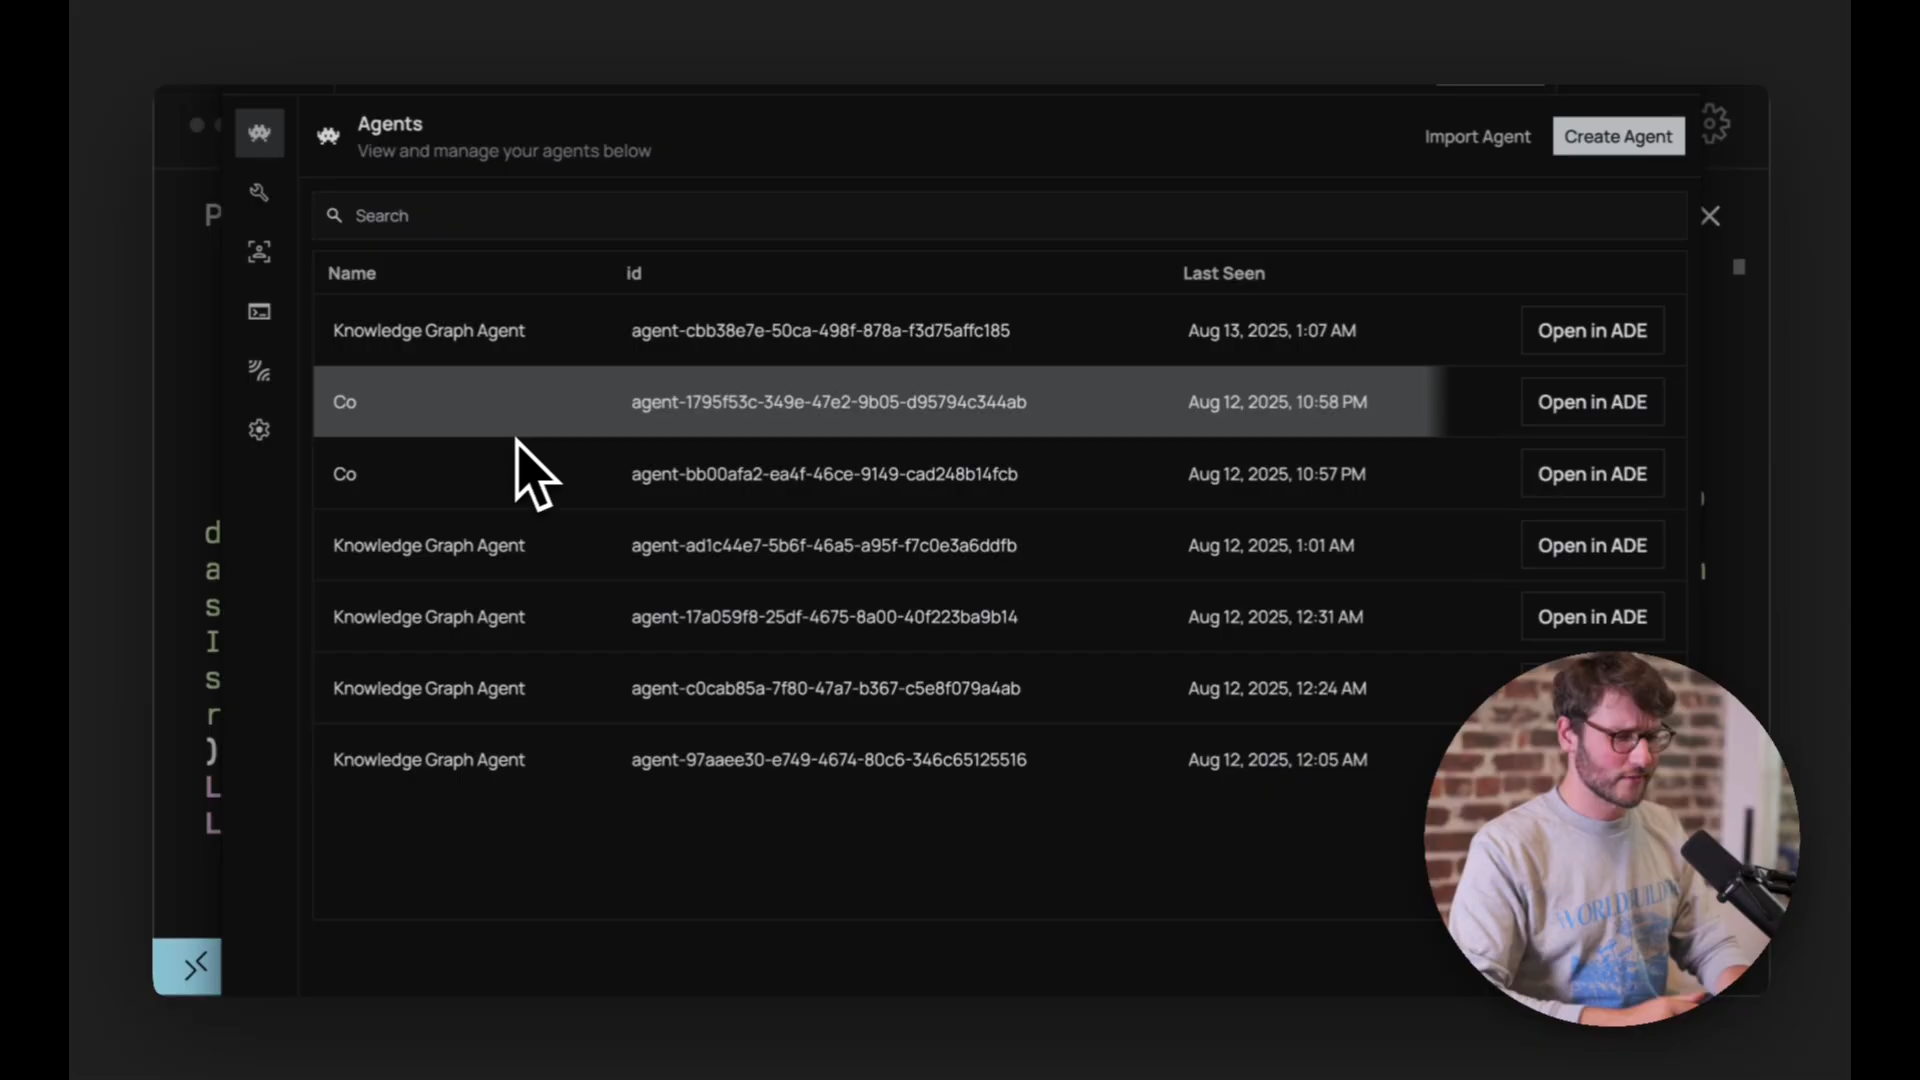 Agents
View and manage your agents below
Import Agent
Create Agent
P
Search
Name id Last Seen
Knowledge Graph Agent agent-cbb38e7e-50ca-498f-878a-f3d75affc185 Aug 13, 2025, 1:07 AM Open in ADE
Co agent-1795f53c-349e-47e2-9b05-d95794c344ab Aug 12, 2025, 10:58 PM Open in ADE
Co agent-bb00afa2-ea4f-46ce-9149-cad248b14fcb Aug 12, 2025, 10:57 PM Open in ADE
d
Knowledge Graph Agent agent-ad1c44e7-5b6f-46a5-a95f-f7c0e3a6ddfb Aug 12, 2025, 1:01 AM Open in ADE
a
s
Knowledge Graph Agent agent-17a059f8-25df-4675-8a00-40f223ba9b14 Aug 12, 2025, 12:31 AM Open in ADE
I
s
Knowledge Graph Agent agent-c0cab85a-7f80-47a7-b367-c5e8f079a4ab Aug 12, 2025, 12:24 AM
r
)
Knowledge Graph Agent agent-97aaee30-e749-4674-80c6-346c65125516 Aug 12, 2025, 12:05 AM
L
L